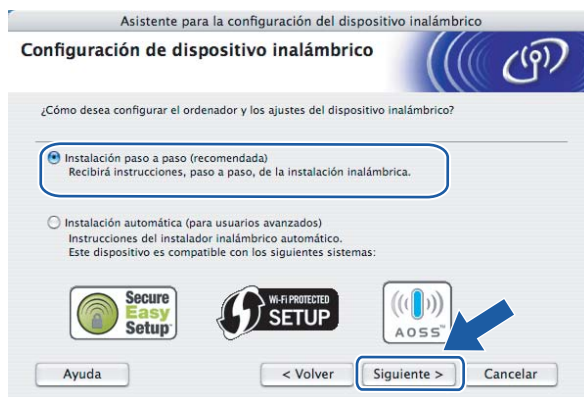 Asistente para la configuración del dispositivo inalámbrico
Configuración de dispositivo inalámbrico
¿Cómo desea configurar el ordenador y los ajustes del dispositivo inalámbrico?
Instalación paso a paso (recomendada)
Recibirá instrucciones, paso a paso, de la instalación inalámbrica.
Instalación automática (para usuarios avanzados)
Instrucciones del instalador inalámbrico automático.
Este dispositivo es compatible con los siguientes sistemas:
Secure
Easy
Setup™
WI-FI PROTECTED
SETUP
AOSS™
Ayuda
< Volver
Siguiente >
Cancelar